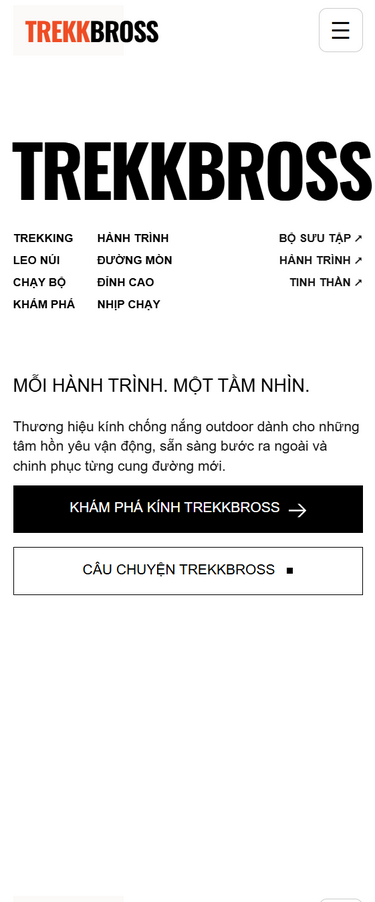 TREKKBROSS
☰
TREKKBROSS
TREKKING HÀNH TRÌNH BỘ SƯU TẬP ↗
LEO NÚI ĐƯỜNG MÒN HÀNH TRÌNH ↗
CHẠY BỘ ĐỈNH CAO TINH THẦN ↗
KHÁM PHÁ NHỊP CHẠY
MỖI HÀNH TRÌNH. MỘT TẦM NHÌN.
Thương hiệu kính chống nắng outdoor dành cho những
tâm hồn yêu vận động, sẵn sàng bước ra ngoài và
chinh phục từng cung đường mới.
KHÁM PHÁ KÍNH TREKKBROSS →
CÂU CHUYỆN TREKKBROSS ■